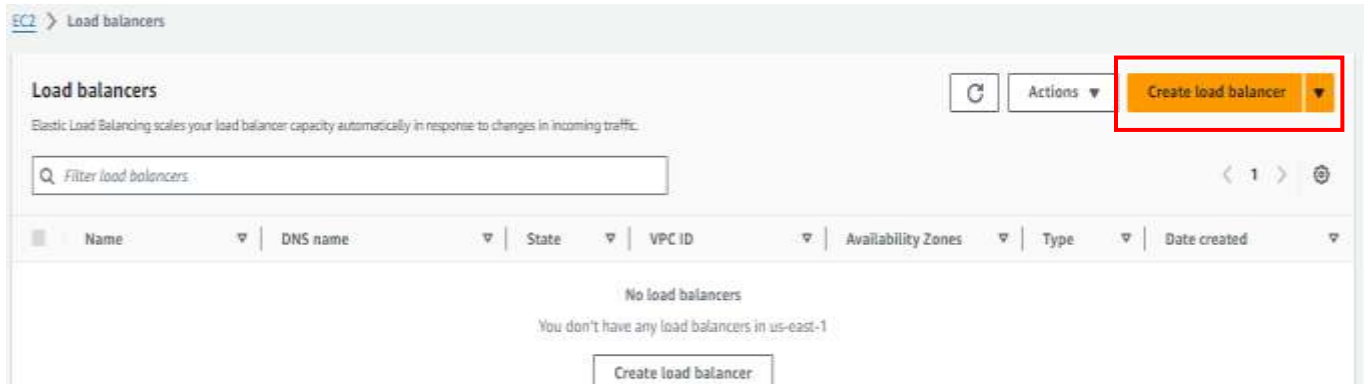 EC2 > Load balancers
Load balancers
Actions
Create load balancer
Elastic Load Balancing scales your load balancer capacity automatically in response to changes in incoming traffic.
Filter load balancers
1
Name DNS name State VPC ID Availability Zones Type Date created
No load balancers
You don't have any load balancers in us-east-1
Create load balancer